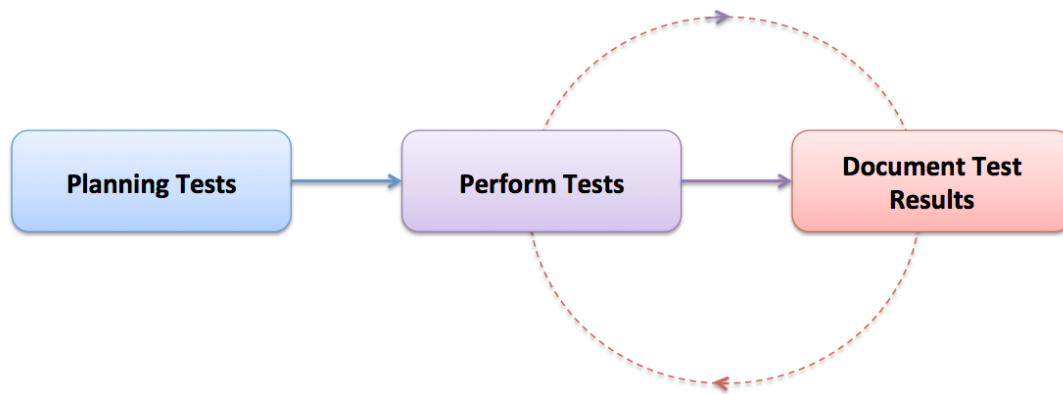 Planning Tests
Perform Tests
Document Test
Results